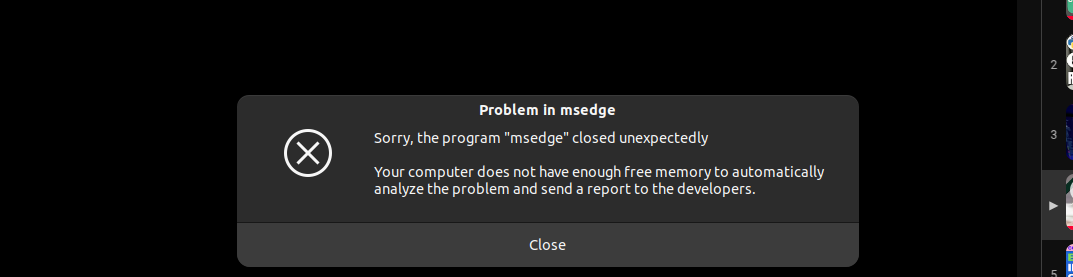 Problem in msedge
Sorry, the program "msedge" closed unexpectedly
Your computer does not have enough free memory to automatically
analyze the problem and send a report to the developers.
Close
2
3
5